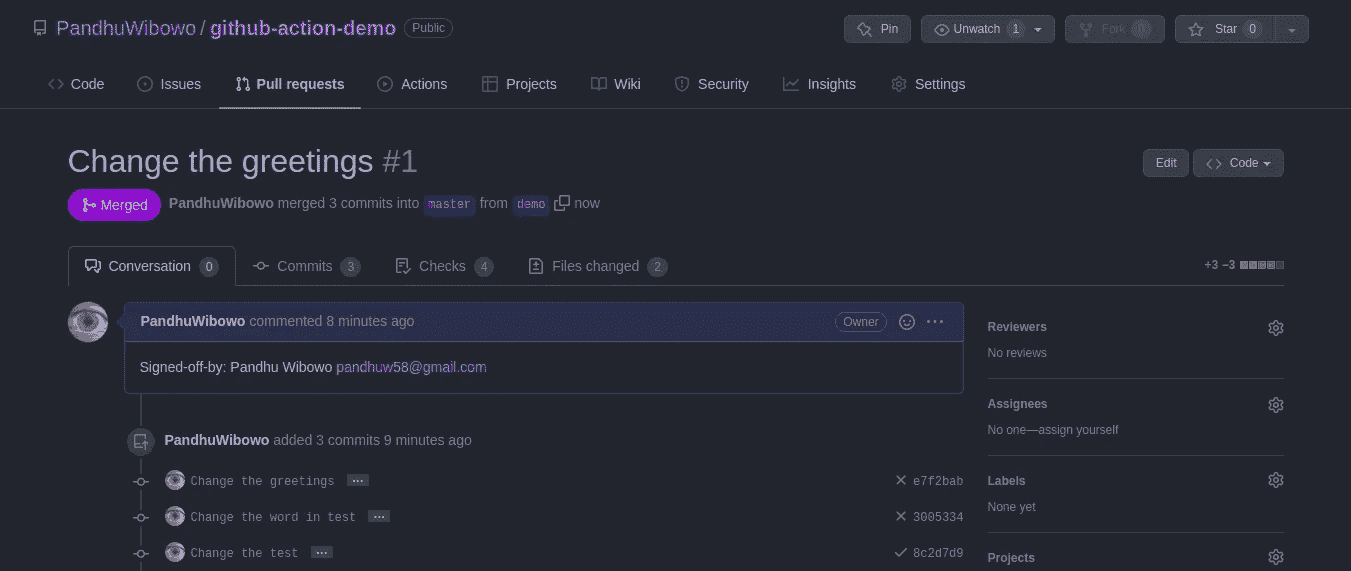 PandhuWibowo / github-action-demo Public
Pin Unwatch 1 Fork 0 Star 0
Code Issues Pull requests Actions Projects Wiki Security Insights Settings
Change the greetings #1
Edit Code
Merged PandhuWibowo merged 3 commits into master from demo now
Conversation 0 Commits 3 Checks 4 Files changed 2 +3 −3
PandhuWibowo commented 8 minutes ago Owner ...
Signed-off-by: Pandhu Wibowo pandhuw58@gmail.com
PandhuWibowo added 3 commits 9 minutes ago
Change the greetings ... e7f2bab
Change the word in test ... 3005334
Change the test ... 8c2d7d9
Reviewers
No reviews
Assignees
No one—assign yourself
Labels
None yet
Projects